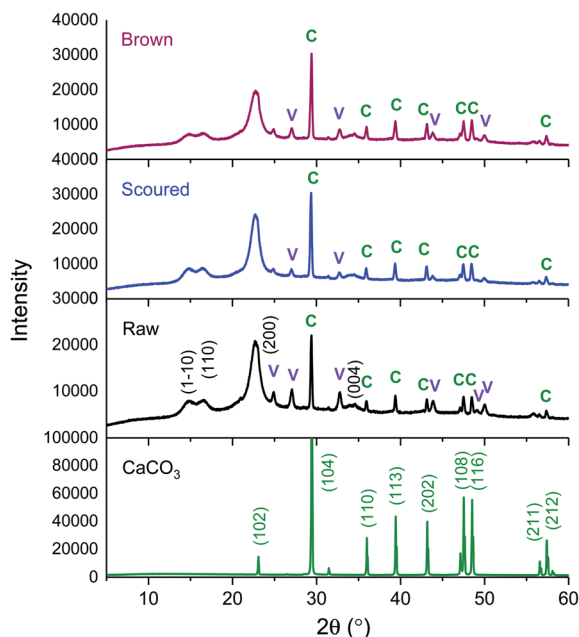 40000
Brown
C
30000
20000
V
V
C
C
C
V
C
C
V
C
10000
40000
Scoured
C
30000
20000
V
V
C
C
C
C
C
C
10000
30000
Raw
C
20000
(1-10)
(110)
(200)
V
V
V
(004)
C
C
C
V
C
C
V
V
C
10000
100000
CaCO3
80000
60000
40000
20000
0
(102)
(104)
(110)
(113)
(202)
(108)
(116)
(211)
(212)
Intensity
10 20 30 40 50 60
2θ (°)